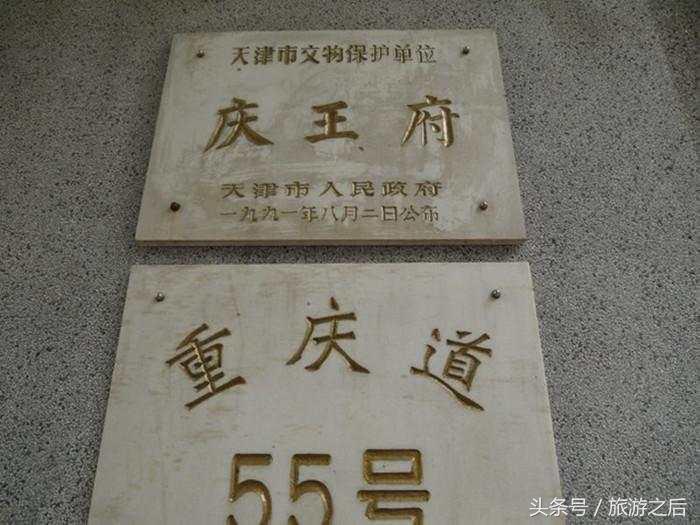 天津市文物保护单位
庆王府
天津市人民政府
一九九一年八月二日公布
重庆道
55号
头条号／旅游之后